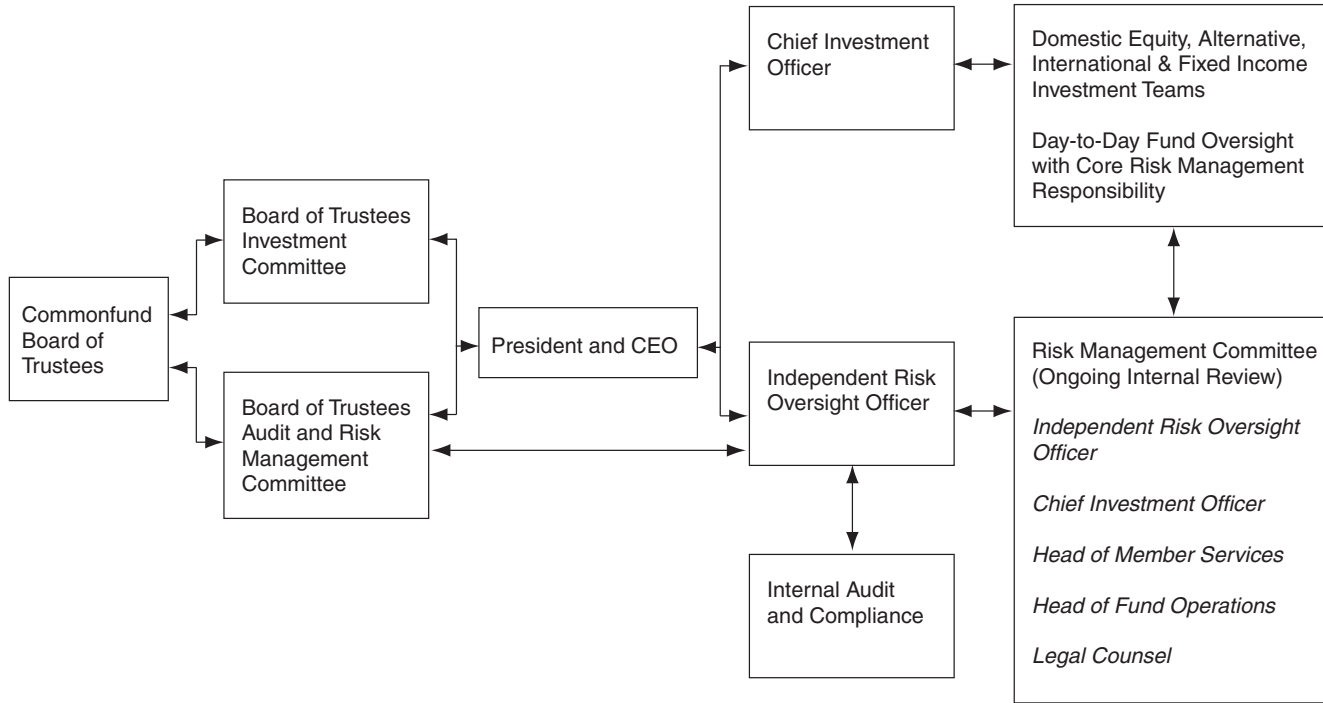 Commonfund
Board of
Trustees
Board of Trustees
Investment
Committee
Board of Trustees
Audit and Risk
Management
Committee
President and CEO
Chief Investment
Officer
Independent Risk
Oversight Officer
Internal Audit
and Compliance
Domestic Equity, Alternative,
International & Fixed Income
Investment Teams
Day-to-Day Fund Oversight
with Core Risk Management
Responsibility
Risk Management Committee
(Ongoing Internal Review)
Independent Risk Oversight
Officer
Chief Investment Officer
Head of Member Services
Head of Fund Operations
Legal Counsel